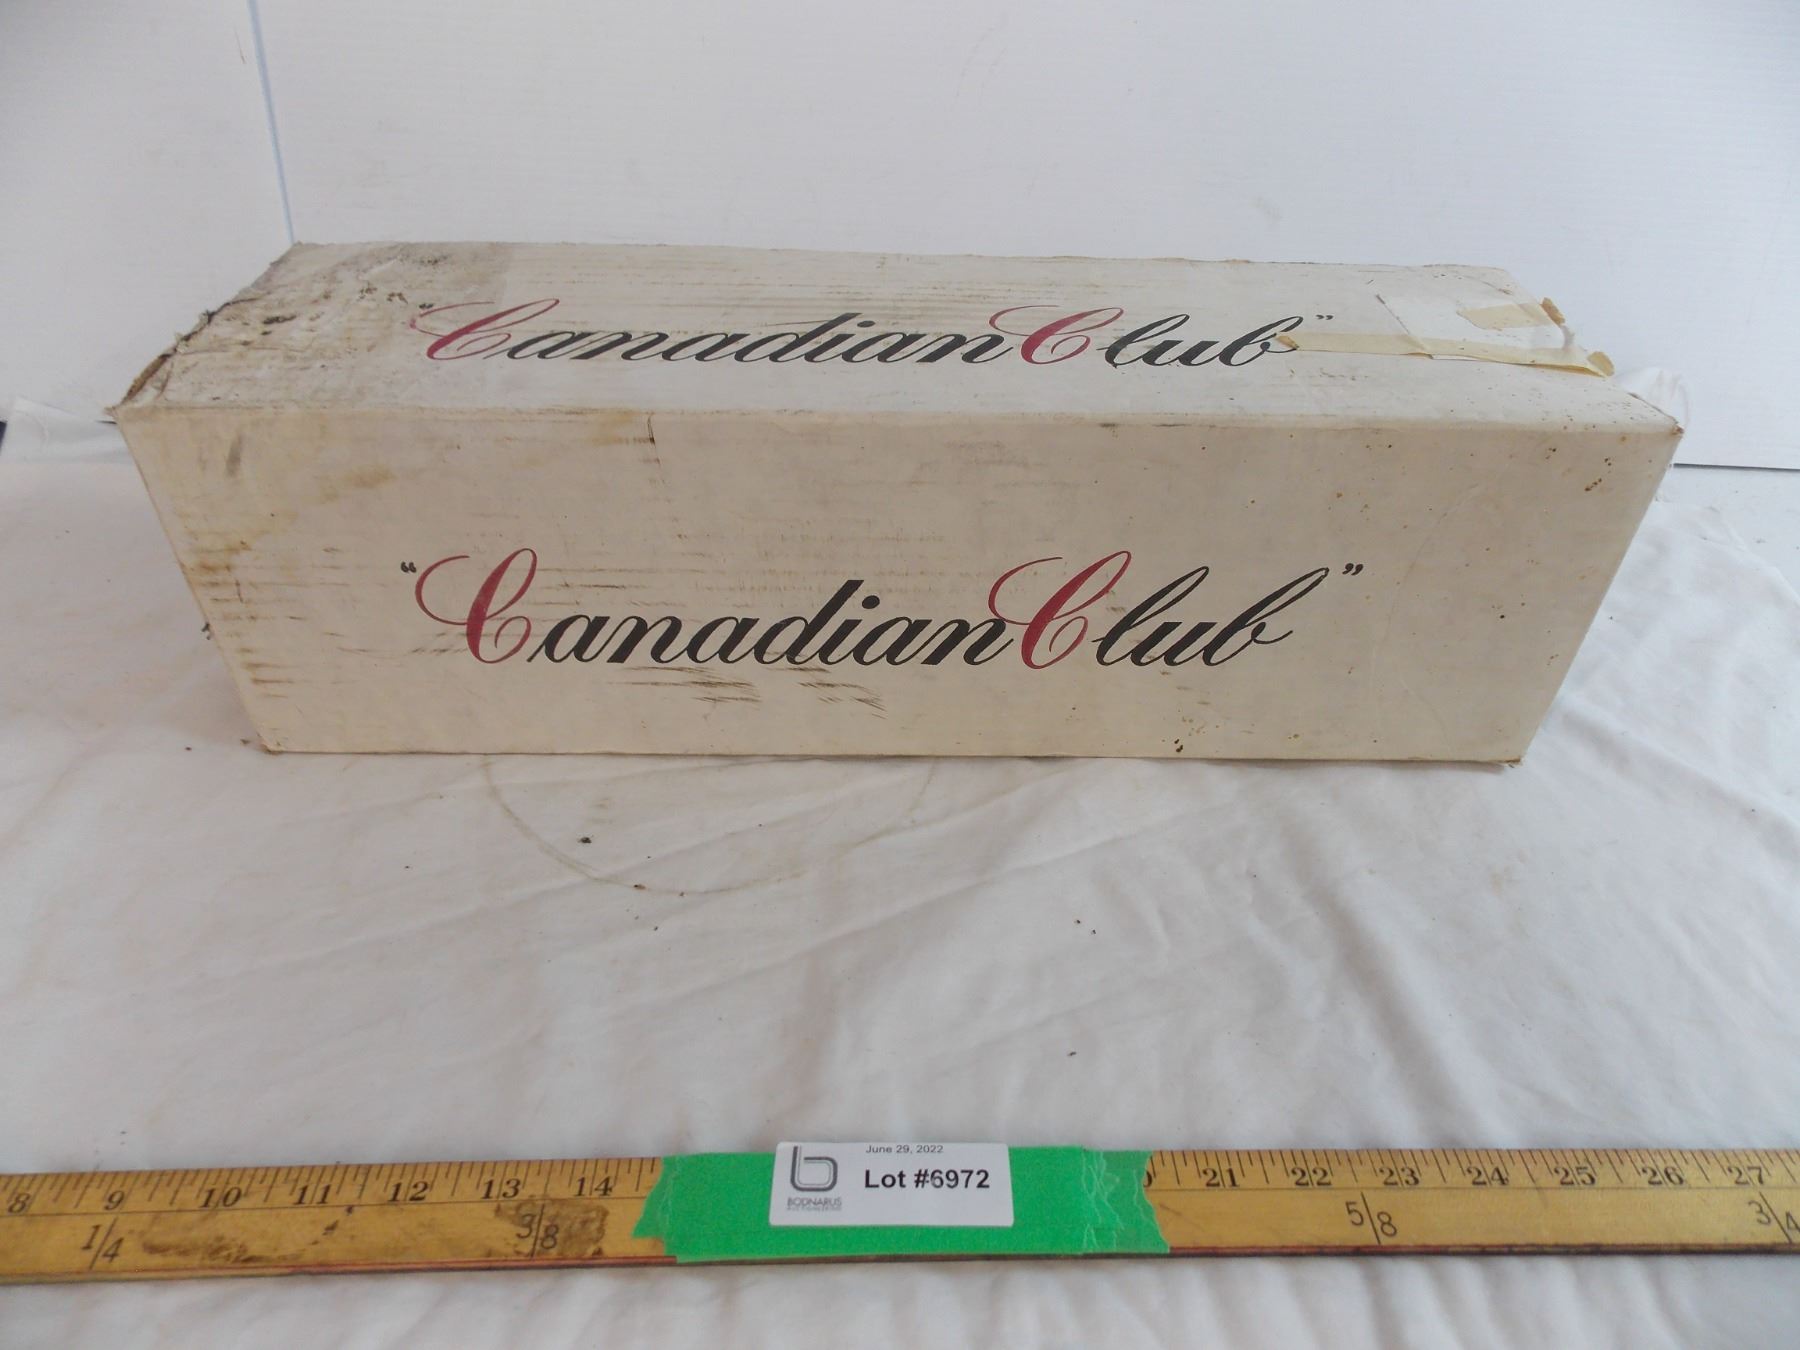 "Canadian Club"
"Canadian Club"
June 29, 2022
Lot #6972
BODNARUS
AUCTIONEERING
8 9 10 11 12 13 14 21 22 23 24 25 26 27
1/4 3/8 5/8 3/4